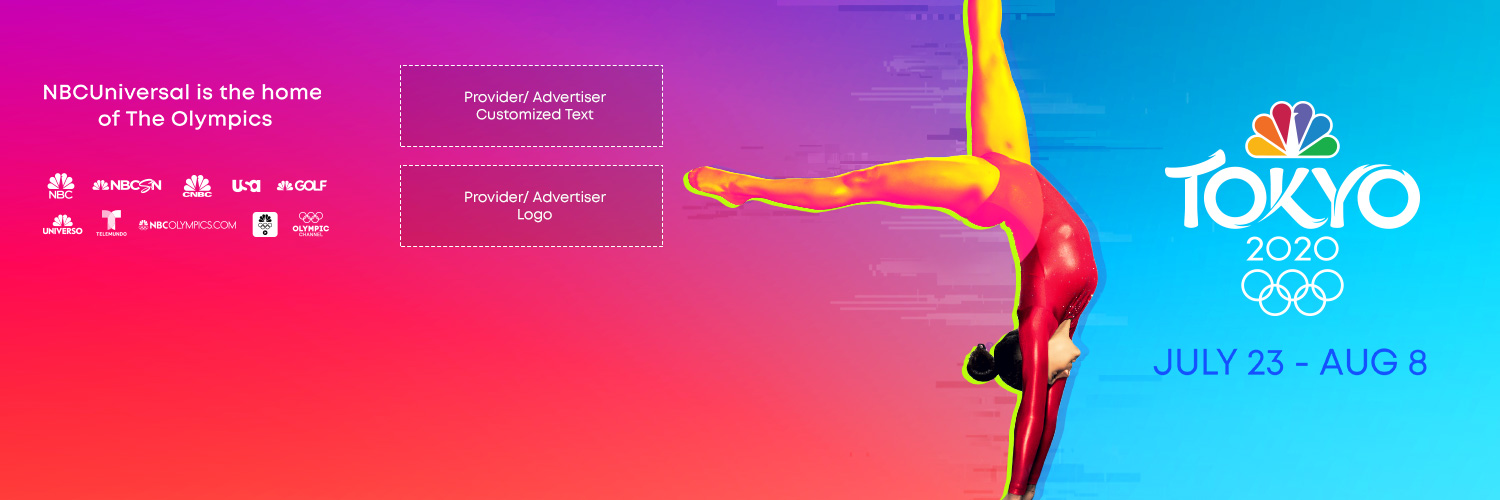 NBCUniversal is the home
of The Olympics
NBC
NBCSN
CNBC
usa
GOLF
UNIVERSO
TELEMUNDO
NBCOLYMPICS.COM
OLYMPIC
CHANNEL
Provider/ Advertiser
Customized Text
Provider/ Advertiser
Logo
TOKYO
2020
JULY 23 - AUG 8